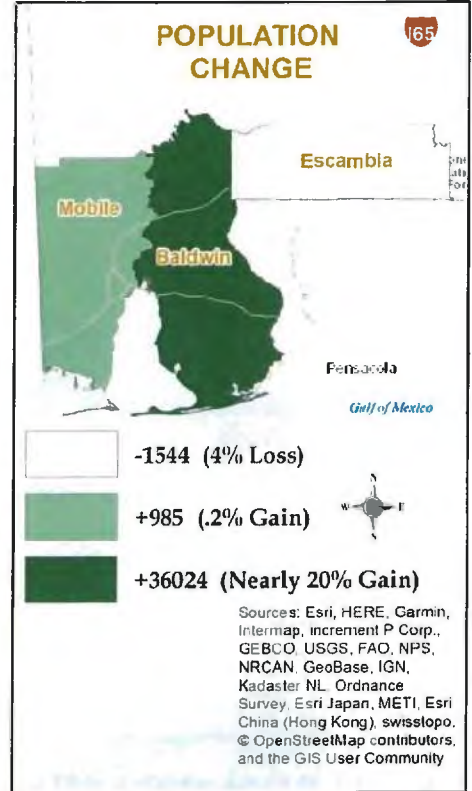 POPULATION
CHANGE
165
Escambia
Mobile
Baldwin
Pensacola
Gulf of Mexico
-1544 (4% Loss)
N
W E
S
+985 (.2% Gain)
+36024 (Nearly 20% Gain)
Sources: Esri, HERE, Garmin,
Intermap, increment P Corp.,
GEBCO, USGS, FAO, NPS,
NRCAN, GeoBase, IGN,
Kadaster NL, Ordnance
Survey, Esri Japan, METI, Esri
China (Hong Kong), swisstopo,
© OpenStreetMap contributors,
and the GIS User Community